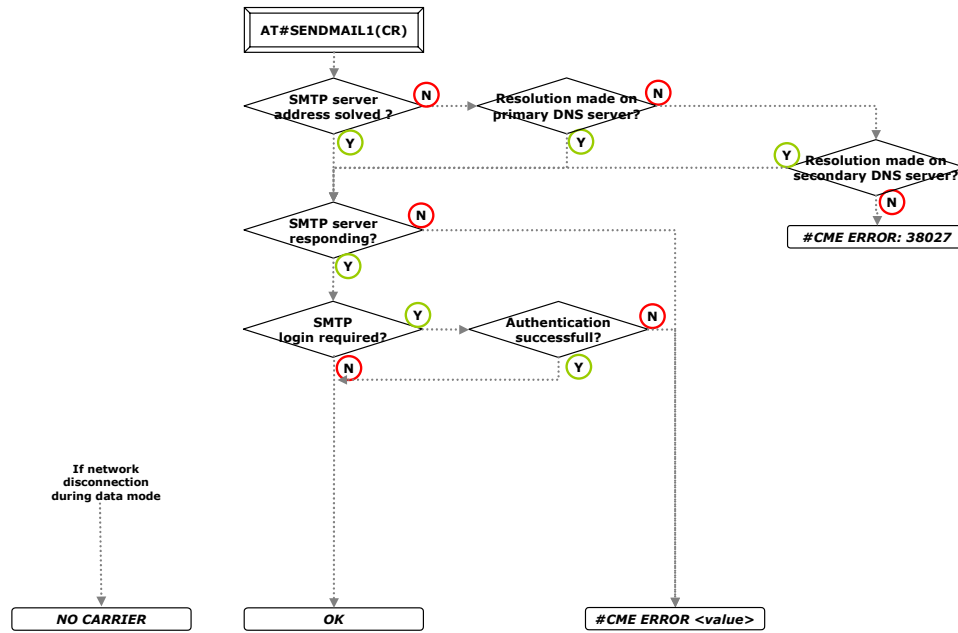 AT#SENDMAIL1(CR)
SMTP server
address solved ?
N
Resolution made on
primary DNS server?
N
Y
Y
Y
Resolution made on
secondary DNS server?
N
#CME ERROR: 38027
SMTP server
responding?
N
Y
SMTP
login required?
Y
Authentication
successfull?
N
N
Y
If network
disconnection
during data mode
NO CARRIER
OK
#CME ERROR <value>